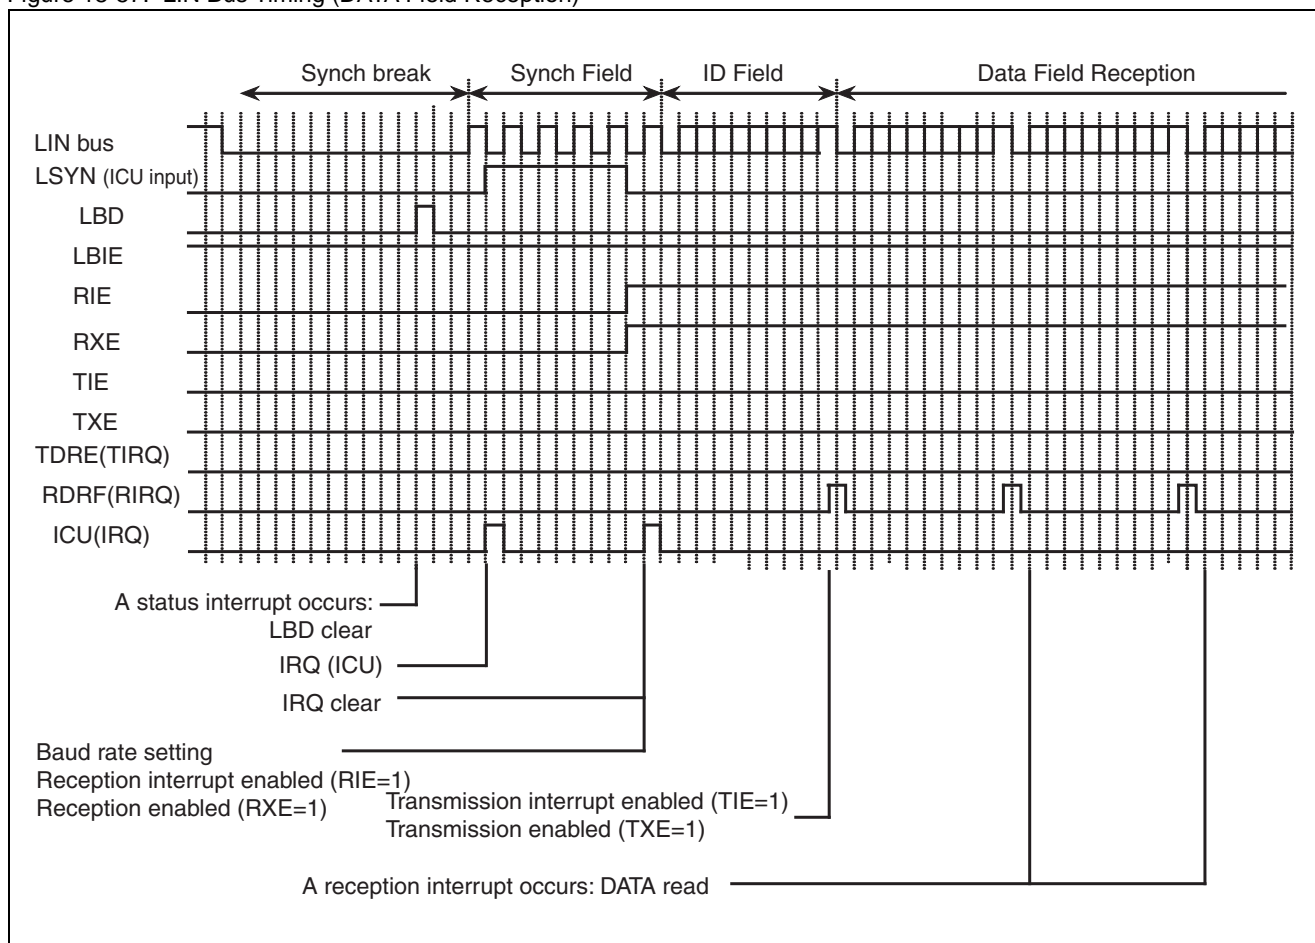 Synch break Synch Field ID Field Data Field Reception
LIN bus
LSYN (ICU input)
LBD
LBIE
RIE
RXE
TIE
TXE
TDRE(TIRQ)
RDRF(RIRQ)
ICU(IRQ)
A status interrupt occurs:
LBD clear
IRQ (ICU)
IRQ clear
Baud rate setting
Reception interrupt enabled (RIE=1)
Reception enabled (RXE=1)
Transmission interrupt enabled (TIE=1)
Transmission enabled (TXE=1)
A reception interrupt occurs: DATA read